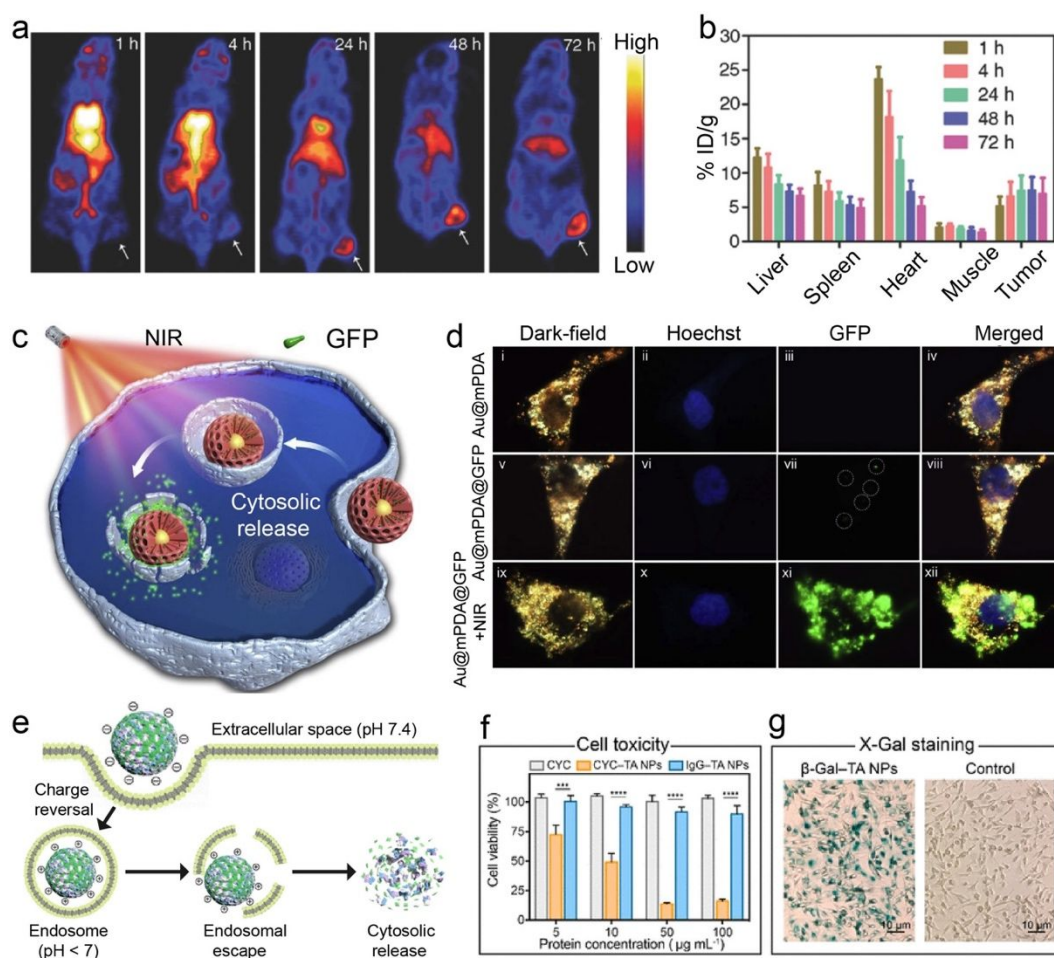 a
1 h
4 h
24 h
48 h
72 h
High
Low
b
% ID/g
30
25
20
15
10
5
0
1 h
4 h
24 h
48 h
72 h
Liver
Spleen
Heart
Muscle
Tumor
c
NIR
GFP
Cytosolic
release
d
Dark-field
Hoechst
GFP
Merged
Au@mPDA
i
ii
iii
iv
Au@mPDA@GFP
v
vi
vii
viii
Au@mPDA@GFP
+NIR
ix
x
xi
xii
e
Extracellular space (pH 7.4)
Charge
reversal
Endosome
(pH < 7)
Endosomal
escape
Cytosolic
release
f
Cell toxicity
CYC
CYC–TA NPs
IgG–TA NPs
Cell viability (%)
100
75
50
25
0
***
****
****
****
5
10
50
100
Protein concentration (µg mL⁻¹)
g
X-Gal staining
β-Gal–TA NPs
Control
10 µm
10 µm